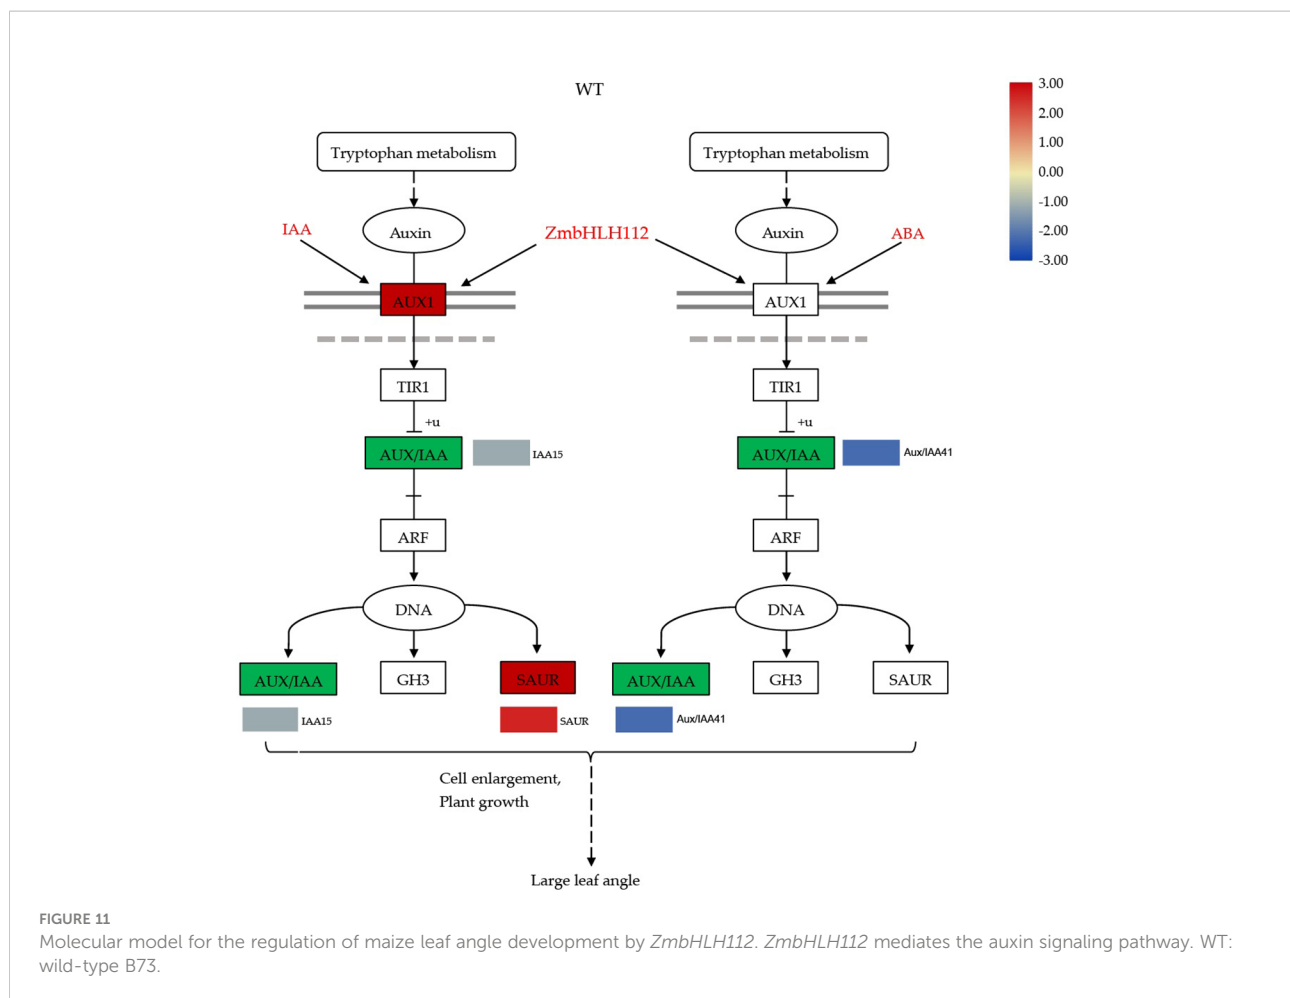 WT
3.00
2.00
1.00
0.00
-1.00
-2.00
-3.00
Tryptophan metabolism
Tryptophan metabolism
IAA
Auxin
ZmbHLH112
Auxin
ABA
AUX1
AUX1
TIR1
TIR1
+u
+u
AUX/IAA
IAA15
AUX/IAA
Aux/IAA41
ARF
ARF
DNA
DNA
AUX/IAA
GH3
SAUR
AUX/IAA
GH3
SAUR
IAA15
SAUR
Aux/IAA41
Cell enlargement,
Plant growth
Large leaf angle
FIGURE 11
Molecular model for the regulation of maize leaf angle development by ZmbHLH112. ZmbHLH112 mediates the auxin signaling pathway. WT:
wild-type B73.